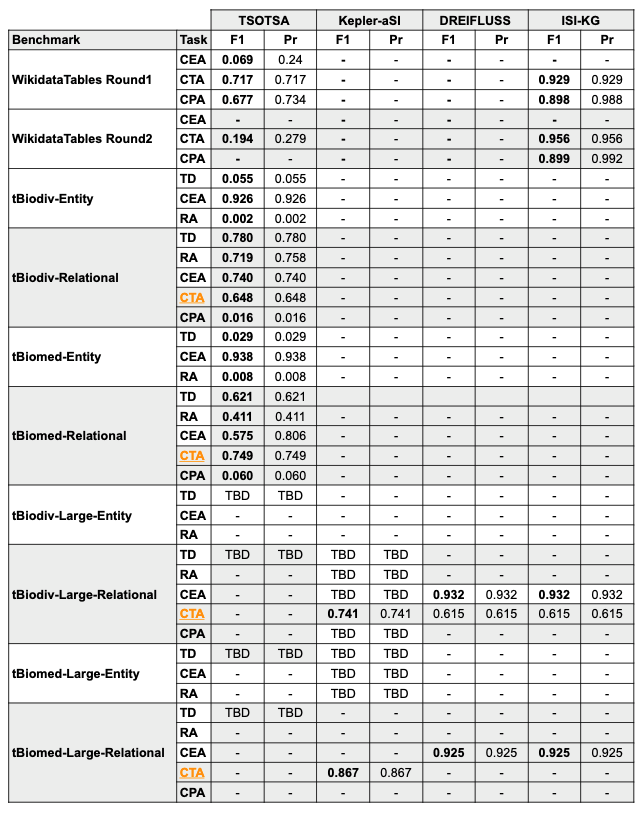 TSOTSA Kepler-aSI DREIFLUSS ISI-KG
Benchmark Task F1 Pr F1 Pr F1 Pr F1 Pr
CEA 0.069 0.24 - - - - - -
WikidataTables Round1 CTA 0.717 0.717 - - - - 0.929 0.929
CPA 0.677 0.734 - - - - 0.898 0.988
CEA - - - - - - - -
WikidataTables Round2 CTA 0.194 0.279 - - - - 0.956 0.956
CPA - - - - - - 0.899 0.992
TD 0.055 0.055 - - - - - -
tBiodiv-Entity CEA 0.926 0.926 - - - - - -
RA 0.002 0.002 - - - - - -
TD 0.780 0.780 - - - - - -
RA 0.719 0.758 - - - - - -
tBiodiv-Relational CEA 0.740 0.740 - - - - - -
CTA 0.648 0.648 - - - - - -
CPA 0.016 0.016 - - - - - -
TD 0.029 0.029 - - - - - -
tBiomed-Entity CEA 0.938 0.938 - - - - - -
RA 0.008 0.008 - - - - - -
TD 0.621 0.621
RA 0.411 0.411 - - - - - -
tBiomed-Relational CEA 0.575 0.806 - - - - - -
CTA 0.749 0.749 - - - - - -
CPA 0.060 0.060 - - - - - -
TD TBD TBD - - - - - -
tBiodiv-Large-Entity CEA - - - - - - - -
RA - - - - - - - -
TD TBD TBD TBD TBD - - - -
RA - - TBD TBD - - - -
tBiodiv-Large-Relational CEA - - TBD TBD 0.932 0.932 0.932 0.932
CTA - - 0.741 0.741 0.615 0.615 0.615 0.615
CPA - - TBD TBD - - - -
TD TBD TBD TBD TBD - - - -
tBiomed-Large-Entity CEA - - TBD TBD - - - -
RA - - TBD TBD - - - -
TD TBD TBD - - - - - -
RA - - - - - - - -
tBiomed-Large-Relational CEA - - - - 0.925 0.925 0.925 0.925
CTA - - 0.867 0.867 - - - -
CPA - - - - - - - -